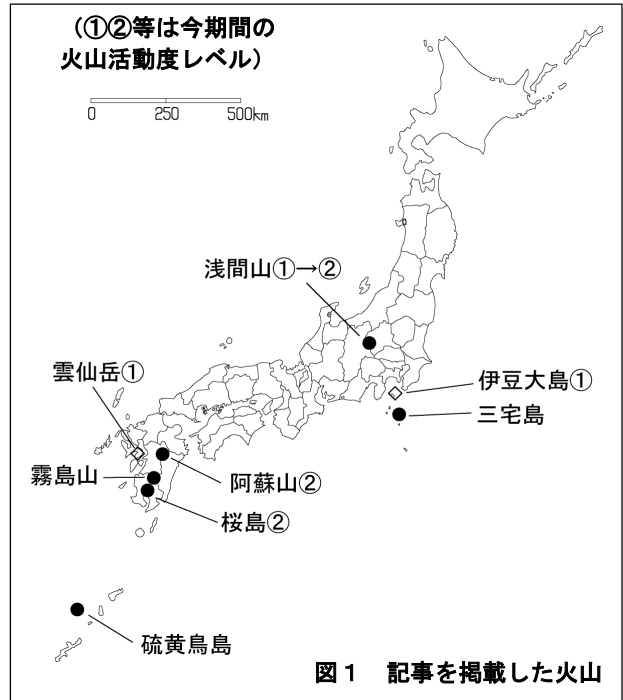 （①②等は今期間の
火山活動度レベル）
0 250 500km
浅間山①→②
雲仙岳①
伊豆大島①
三宅島
霧島山
阿蘇山②
桜島②
硫黄鳥島
図１　記事を掲載した火山